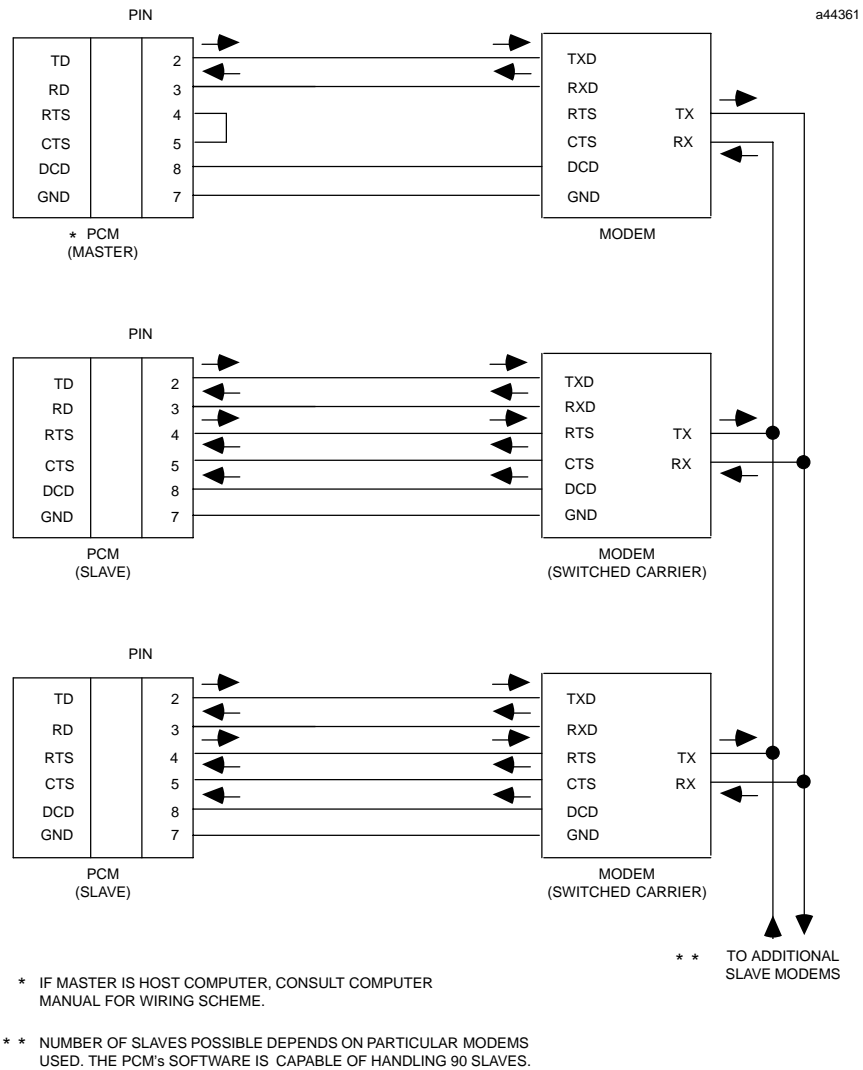 a44361
PIN
TD 2 TXD
RD 3 RXD
RTS 4 RTS TX
CTS 5 CTS RX
DCD 8 DCD
GND 7 GND
* PCM MODEM
(MASTER)
PIN
TD 2 TXD
RD 3 RXD
RTS 4 RTS TX
CTS 5 CTS RX
DCD 8 DCD
GND 7 GND
PCM MODEM
(SLAVE) (SWITCHED CARRIER)
PIN
TD 2 TXD
RD 3 RXD
RTS 4 RTS TX
CTS 5 CTS RX
DCD 8 DCD
GND 7 GND
PCM MODEM
(SLAVE) (SWITCHED CARRIER)
* * TO ADDITIONAL
SLAVE MODEMS
* IF MASTER IS HOST COMPUTER, CONSULT COMPUTER
MANUAL FOR WIRING SCHEME.
* * NUMBER OF SLAVES POSSIBLE DEPENDS ON PARTICULAR MODEMS
USED. THE PCM's SOFTWARE IS CAPABLE OF HANDLING 90 SLAVES.